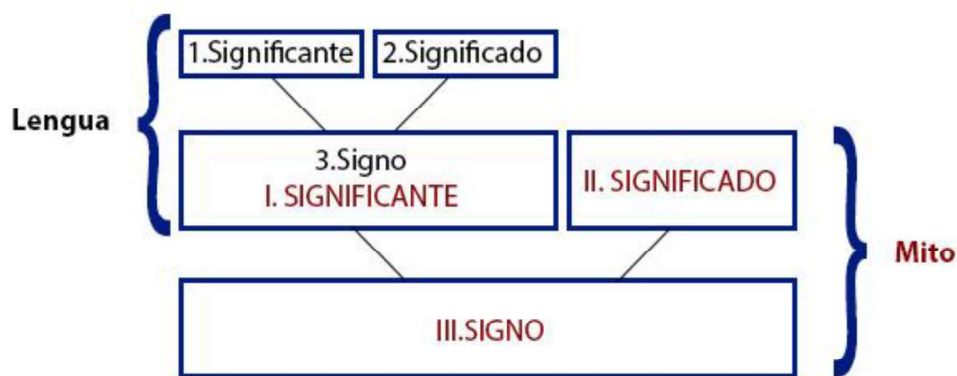 1.Significante
2.Significado
Lengua
3.Signo
I. SIGNIFICANTE
II. SIGNIFICADO
Mito
III.SIGNO